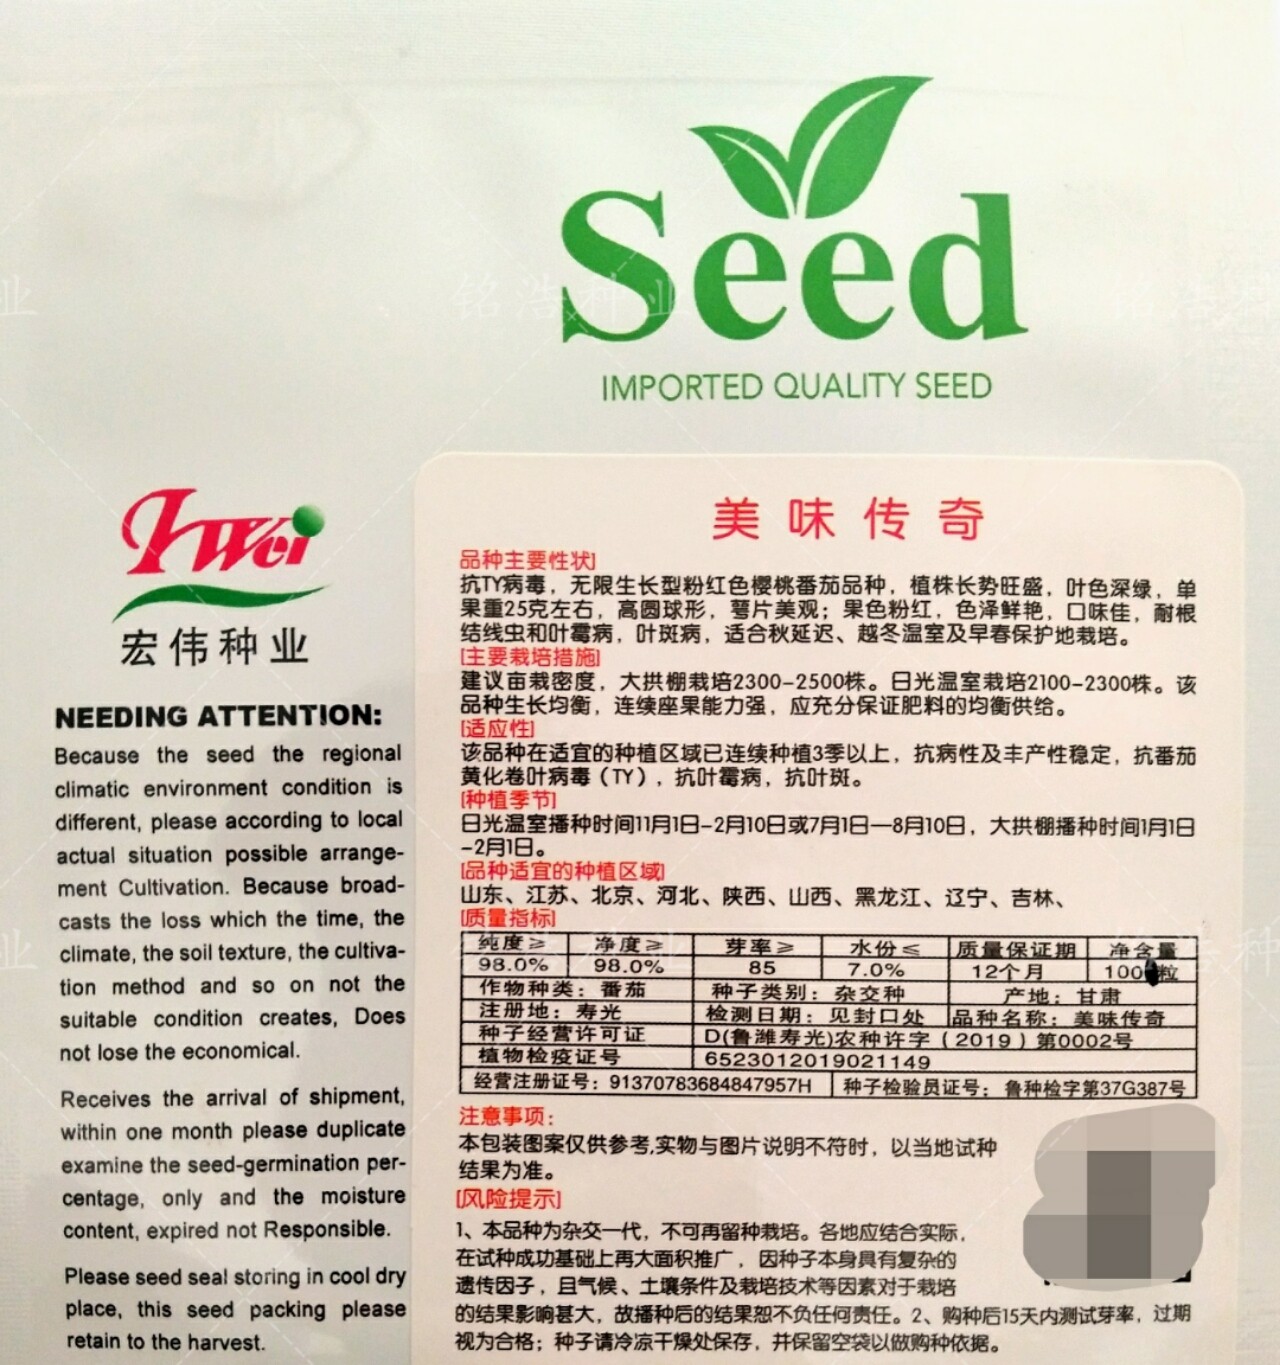 Seed
IMPORTED QUALITY SEED
YWei
宏伟种业
NEEDING ATTENTION:
Because the seed the regional
climatic environment condition is
different, please according to local
actual situation possible arrange-
ment Cultivation. Because broad-
casts the loss which the time, the
climate, the soil texture, the cultiva-
tion method and so on not the
suitable condition creates, Does
not lose the economical.
Receives the arrival of shipment,
within one month please duplicate
examine the seed-germination per-
centage, only and the moisture
content, expired not Responsible.
Please seed seal storing in cool dry
place, this seed packing please
retain to the harvest.
美味传奇
品种主要性状]
抗TY病毒，无限生长型粉红色樱桃番茄品种，植株长势旺盛，叶色深绿，单
果重25克左右，高圆球形，萼片美观；果色粉红，色泽鲜艳，口味佳，耐根
结线虫和叶霉病，叶斑病，适合秋延迟、越冬温室及早春保护地栽培。
[主要栽培措施]
建议亩栽密度，大拱棚栽培2300-2500株。日光温室栽培2100-2300株。该
品种生长均衡，连续座果能力强，应充分保证肥料的均衡供给。
[适应性]
该品种在适宜的种植区域已连续种植3季以上，抗病性及丰产性稳定，抗番茄
黄化卷叶病毒（TY），抗叶霉病，抗叶斑。
[种植季节]
日光温室播种时间11月1日-2月10日或7月1日—8月10日，大拱棚播种时间1月1日
-2月1日。
[品种适宜的种植区域]
山东、江苏、北京、河北、陕西、山西、黑龙江、辽宁、吉林、
[质量指标]
纯度≥ 净度≥ 芽率≥ 水份≤ 质量保证期 净含量
98.0% 98.0% 85 7.0% 12个月 100 粒
作物种类：番茄 种子类别：杂交种 产地：甘肃
注册地：寿光 检测日期：见封口处 品种名称：美味传奇
种子经营许可证 D(鲁潍寿光)农种许字（2019）第0002号
植物检疫证号 6523012019021149
经营注册证号：91370783684847957H 种子检验员证号：鲁种检字第37G387号
注意事项：
本包装图案仅供参考,实物与图片说明不符时，以当地试种
结果为准。
[风险提示]
1、本品种为杂交一代，不可再留种栽培。各地应结合实际，
在试种成功基础上再大面积推广，因种子本身具有复杂的
遗传因子，且气候、土壤条件及栽培技术等因素对于栽培
的结果影响甚大，故播种后的结果恕不负任何责任。2、购种后15天内测试芽率，过期
视为合格；种子请冷凉干燥处保存，并保留空袋以做购种依据。
铭浩种业